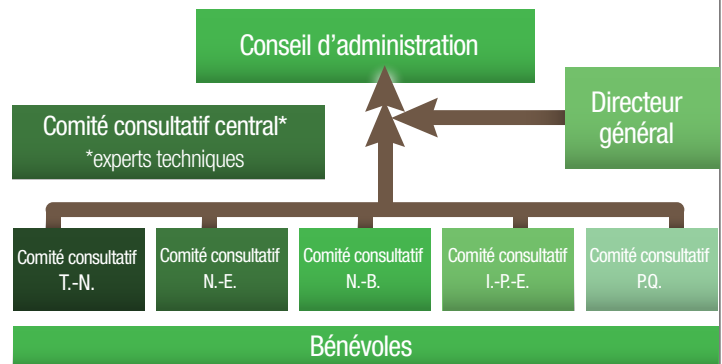 Conseil d'administration
Directeur
général
Comité consultatif central*
*experts techniques
Comité consultatif
T.-N.
Comité consultatif
N.-E.
Comité consultatif
N.-B.
Comité consultatif
I.-P.-E.
Comité consultatif
P.Q.
Bénévoles